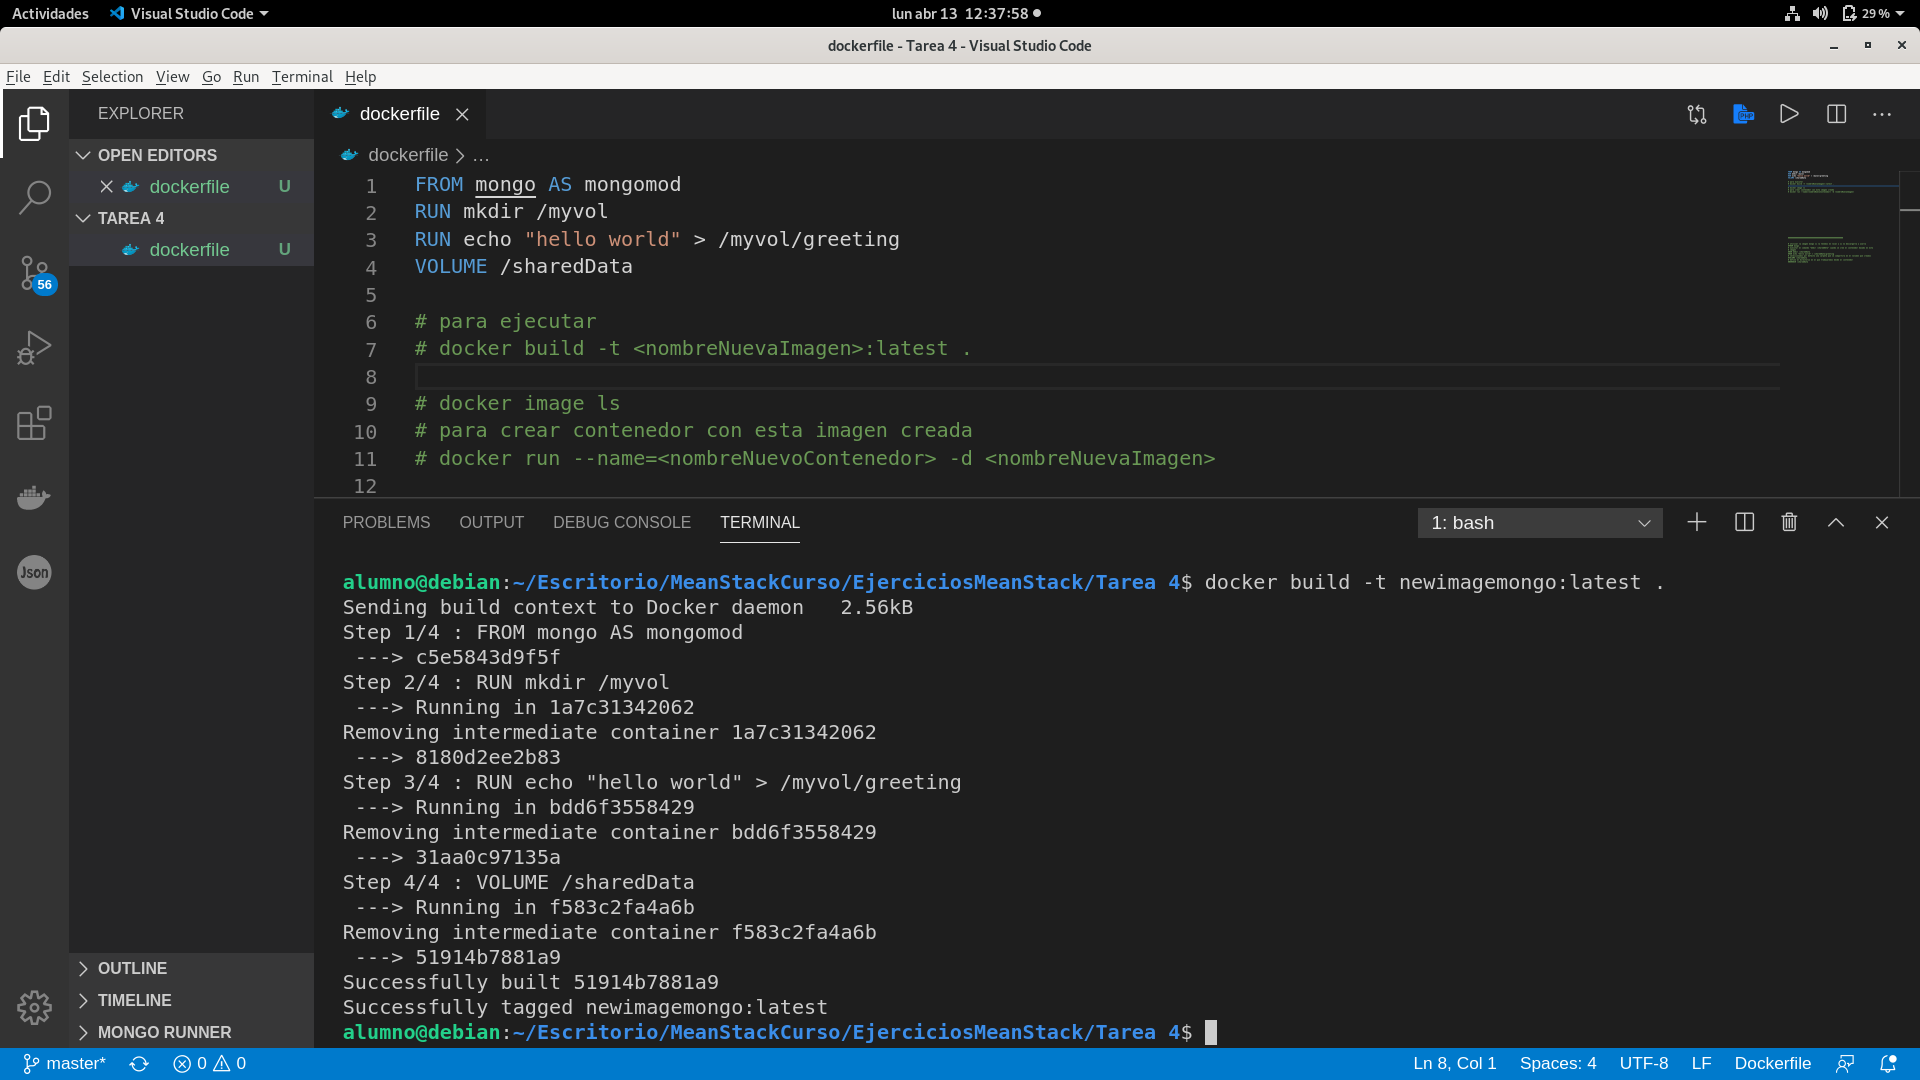 Actividades Visual Studio Code lun abr 13 12:37:58 29 %
dockerfile - Tarea 4 - Visual Studio Code
File Edit Selection View Go Run Terminal Help
EXPLORER
OPEN EDITORS
dockerfile U
TAREA 4
dockerfile U
56
Json
OUTLINE
TIMELINE
MONGO RUNNER
dockerfile
PHP
dockerfile > ...
1 FROM mongo AS mongomod
2 RUN mkdir /myvol
3 RUN echo "hello world" > /myvol/greeting
4 VOLUME /sharedData
5
6 # para ejecutar
7 # docker build -t <nombreNuevaImagen>:latest .
8
9 # docker image ls
10 # para crear contenedor con esta imagen creada
11 # docker run --name=<nombreNuevoContenedor> -d <nombreNuevaImagen>
12
PROBLEMS OUTPUT DEBUG CONSOLE TERMINAL 1: bash
alumno@debian:~/Escritorio/MeanStackCurso/EjerciciosMeanStack/Tarea 4$ docker build -t newimagemongo:latest .
Sending build context to Docker daemon 2.56kB
Step 1/4 : FROM mongo AS mongomod
---> c5e5843d9f5f
Step 2/4 : RUN mkdir /myvol
---> Running in 1a7c31342062
Removing intermediate container 1a7c31342062
---> 8180d2ee2b83
Step 3/4 : RUN echo "hello world" > /myvol/greeting
---> Running in bdd6f3558429
Removing intermediate container bdd6f3558429
---> 31aa0c97135a
Step 4/4 : VOLUME /sharedData
---> Running in f583c2fa4a6b
Removing intermediate container f583c2fa4a6b
---> 51914b7881a9
Successfully built 51914b7881a9
Successfully tagged newimagemongo:latest
alumno@debian:~/Escritorio/MeanStackCurso/EjerciciosMeanStack/Tarea 4$
master* 0 0 Ln 8, Col 1 Spaces: 4 UTF-8 LF Dockerfile